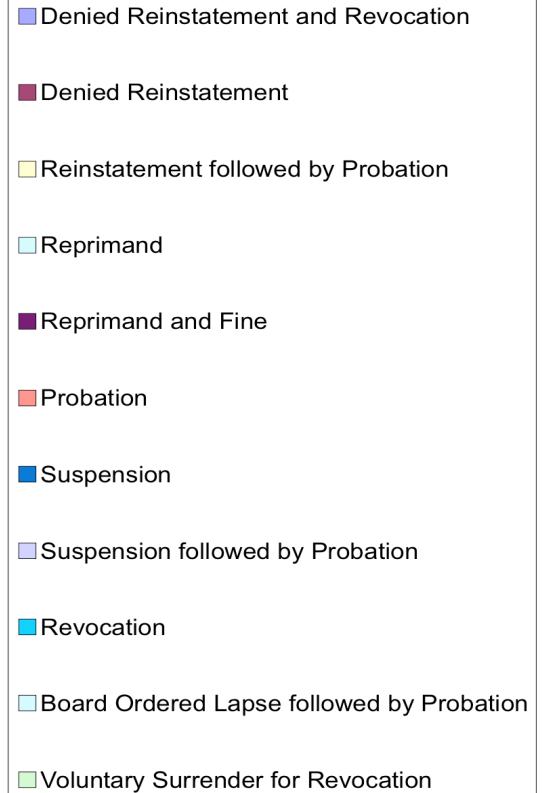 Denied Reinstatement and Revocation
Denied Reinstatement
Reinstatement followed by Probation
Reprimand
Reprimand and Fine
Probation
Suspension
Suspension followed by Probation
Revocation
Board Ordered Lapse followed by Probation
Voluntary Surrender for Revocation